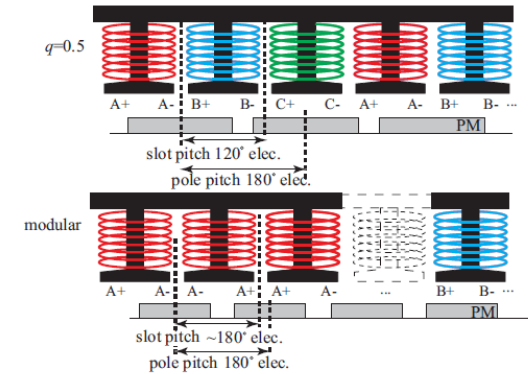 q=0.5
A+ A- B+ B- C+ C- A+ A- B+ B- ...
PM
slot pitch 120° elec.
pole pitch 180° elec.
modular
A+ A- A- A+ A+ A- ... B+ B- ...
PM
slot pitch ~180° elec.
pole pitch 180° elec.